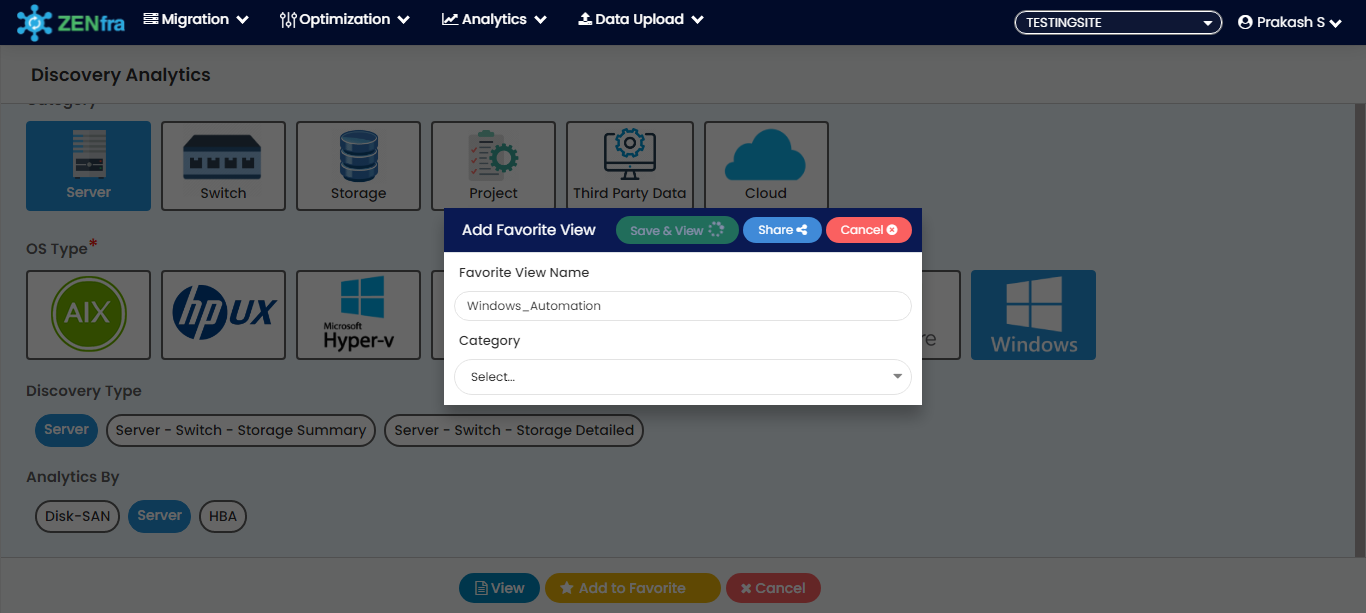 ZENfra Migration Optimization Analytics Data Upload TESTINGSITE Prakash S
Discovery Analytics
Category
Server Switch Storage Project Third Party Data Cloud
Add Favorite View Save & View Share Cancel
OS Type*
Favorite View Name
Windows_Automation
AIX hp UX Microsoft Hyper-v re Windows
Category
Select...
Discovery Type
Server Server - Switch - Storage Summary Server - Switch - Storage Detailed
Analytics By
Disk-SAN Server HBA
View Add to Favorite Cancel